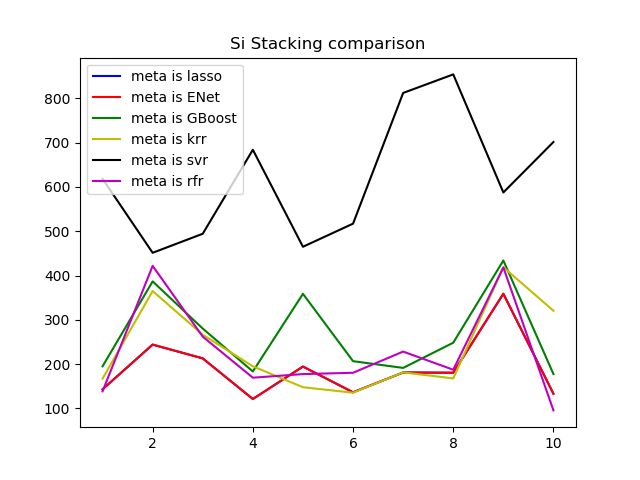 Si Stacking comparison
meta is lasso
meta is ENet
meta is GBoost
meta is krr
meta is svr
meta is rfr
800
700
600
500
400
300
200
100
2 4 6 8 10